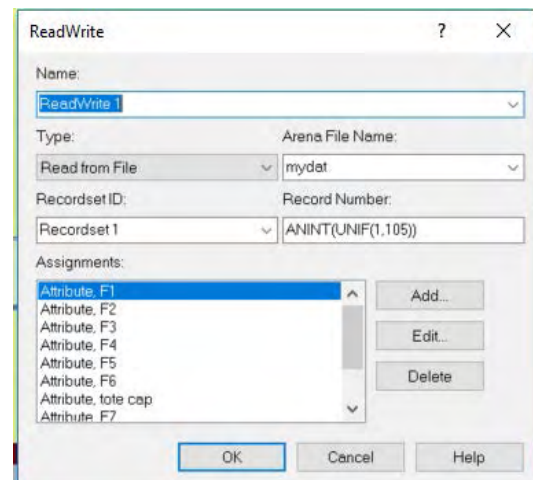 ReadWrite ? X
Name:
ReadWrite 1
Type: Arena File Name:
Read from File mydat
Recordset ID: Record Number:
Recordset 1 ANINT(UNIF(1,105))
Assignments:
Attribute, F1
Attribute, F2
Attribute, F3
Attribute, F4
Attribute, F5
Attribute, F6
Attribute, tote cap
Attribute, F7
Add...
Edit...
Delete
OK Cancel Help